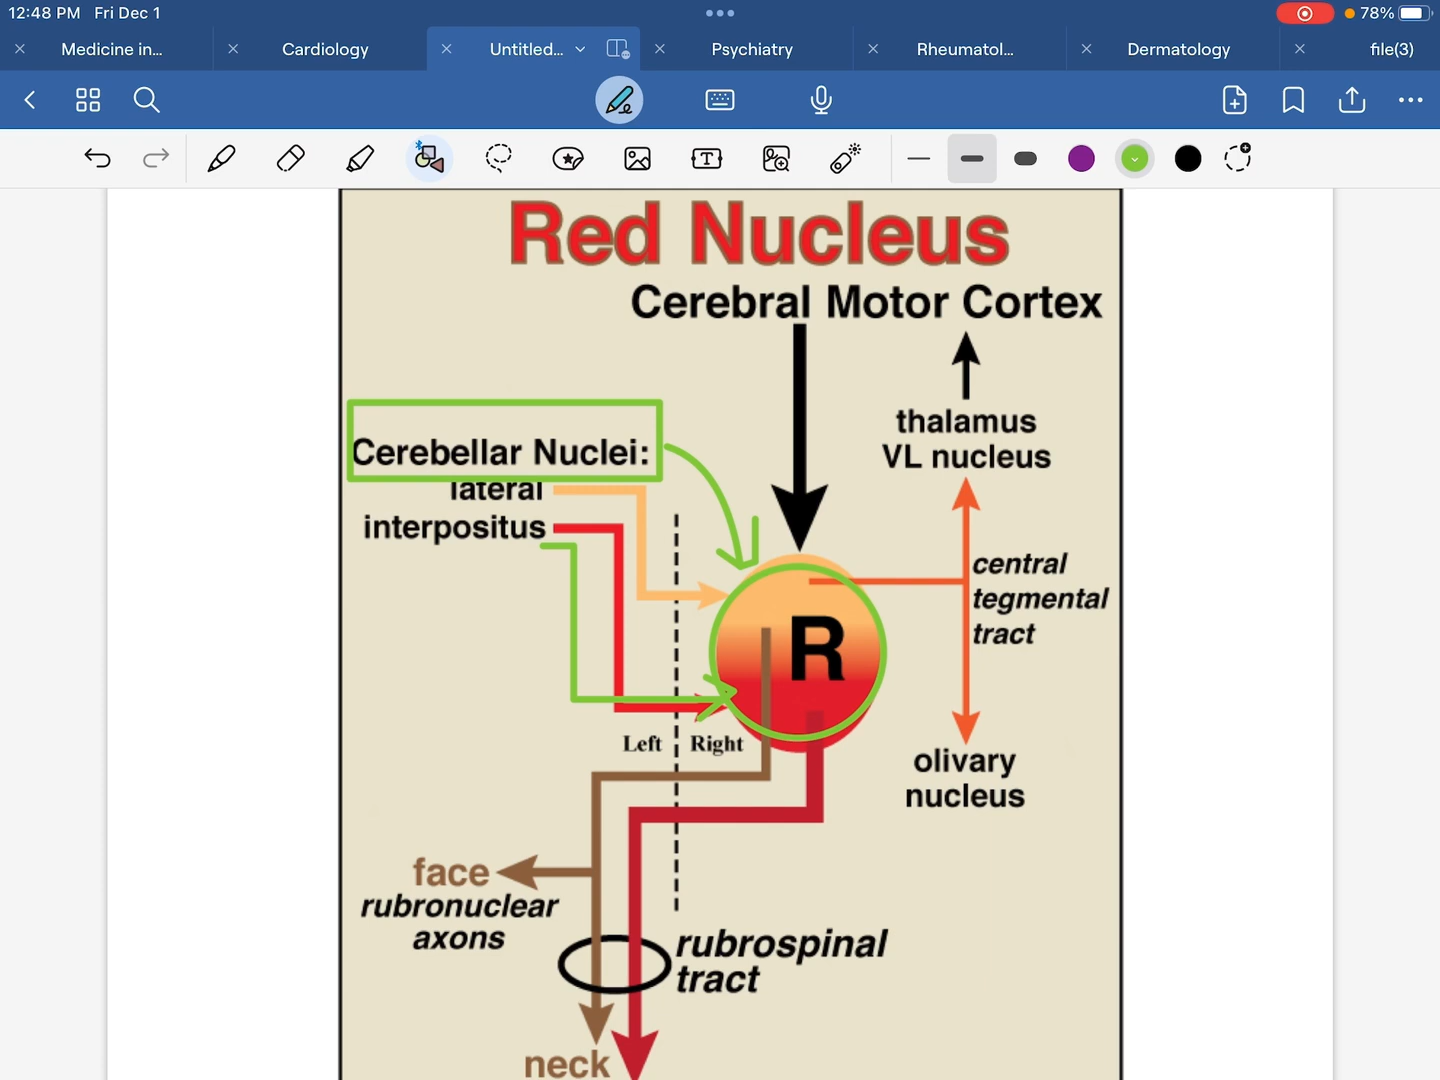 12:48 PM Fri Dec 1
78%
Medicine in...
Cardiology
Untitled...
Psychiatry
Rheumatol...
Dermatology
file(3)
Red Nucleus
Cerebral Motor Cortex
thalamus
VL nucleus
Cerebellar Nuclei:
lateral
interpositus
central
tegmental
tract
R
Left Right
olivary
nucleus
face
rubronuclear
axons
rubrospinal
tract
neck